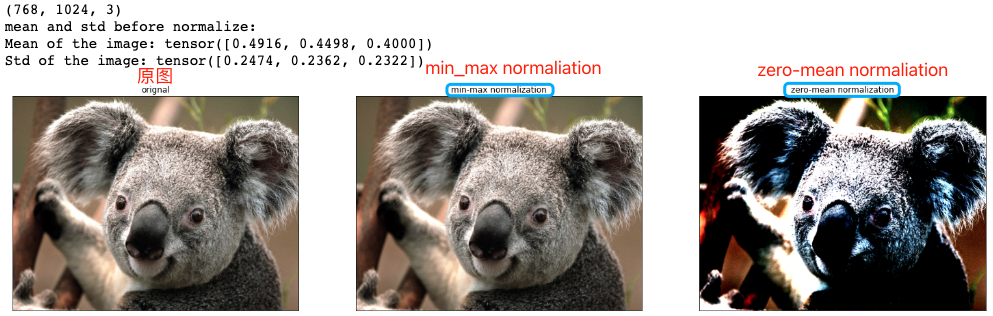 (768, 1024, 3)
mean and std before normalize:
Mean of the image: tensor([0.4916, 0.4498, 0.4000])
Std of the image: tensor([0.2474, 0.2362, 0.2322])
原图
min_max normaliation
zero-mean normaliation
orignal
min-max normalization
zero-mean normalization